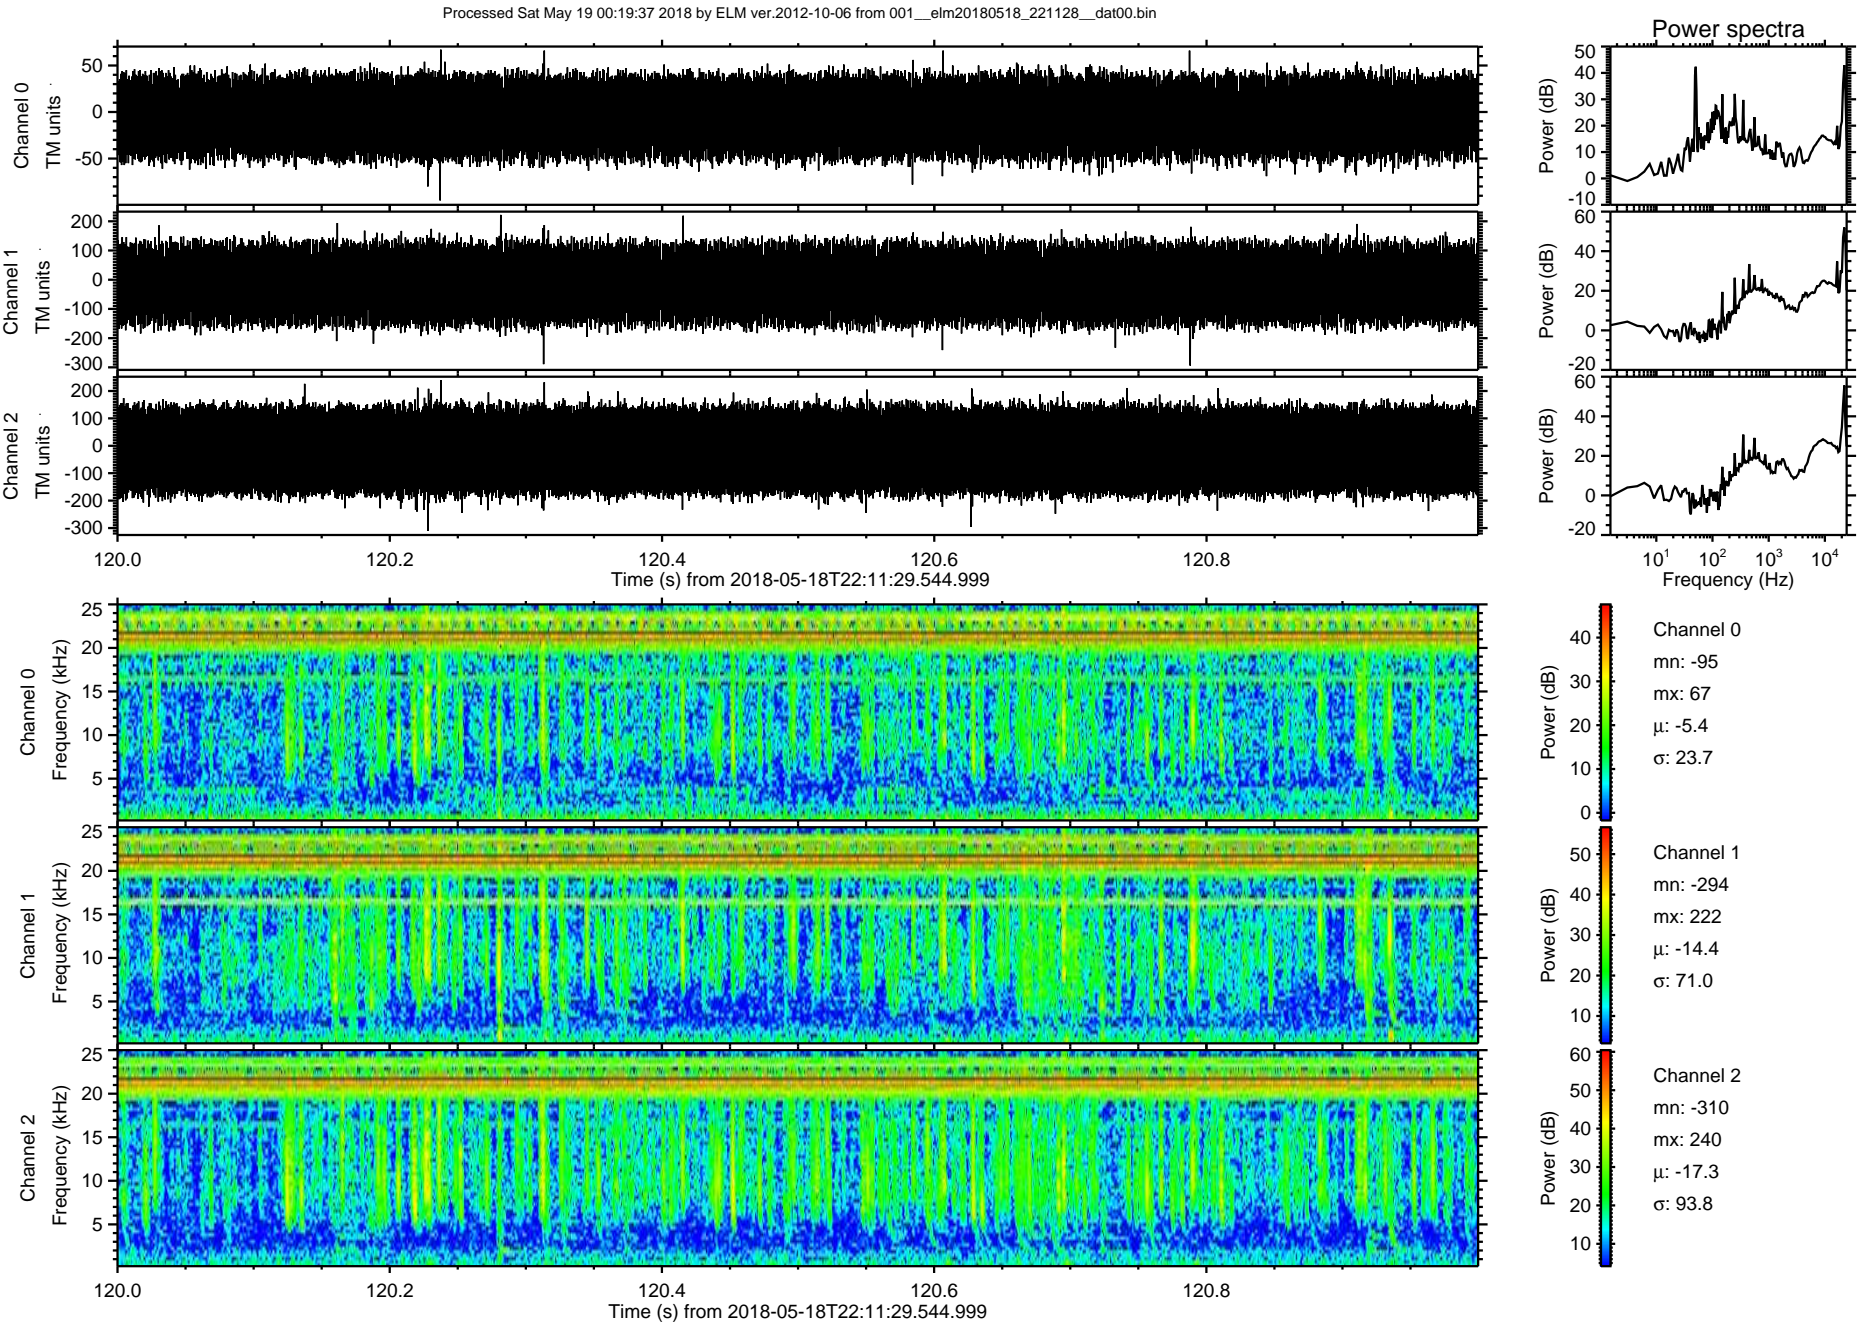 Processed Sat May 19 00:19:37 2018 by ELM ver.2012-10-06 from 001__elm20180518_221128__dat00.bin
Power spectra
Channel 0
TM units
50
0
-50
Power (dB)
50
40
30
20
10
0
-10
Channel 1
TM units
200
100
0
-100
-200
-300
Power (dB)
60
40
20
0
-20
Channel 2
TM units
200
100
0
-100
-200
-300
Power (dB)
60
40
20
0
-20
120.0 120.2 120.4 120.6 120.8
Time (s) from 2018-05-18T22:11:29.544.999
10¹ 10² 10³ 10⁴
Frequency (Hz)
Channel 0
Frequency (kHz)
25
20
15
10
5
Power (dB)
40
30
20
10
0
Channel 0
mn: -95
mx: 67
μ: -5.4
σ: 23.7
Channel 1
Frequency (kHz)
25
20
15
10
5
Power (dB)
50
40
30
20
10
Channel 1
mn: -294
mx: 222
μ: -14.4
σ: 71.0
Channel 2
Frequency (kHz)
25
20
15
10
5
Power (dB)
60
50
40
30
20
10
Channel 2
mn: -310
mx: 240
μ: -17.3
σ: 93.8
120.0 120.2 120.4 120.6 120.8
Time (s) from 2018-05-18T22:11:29.544.999